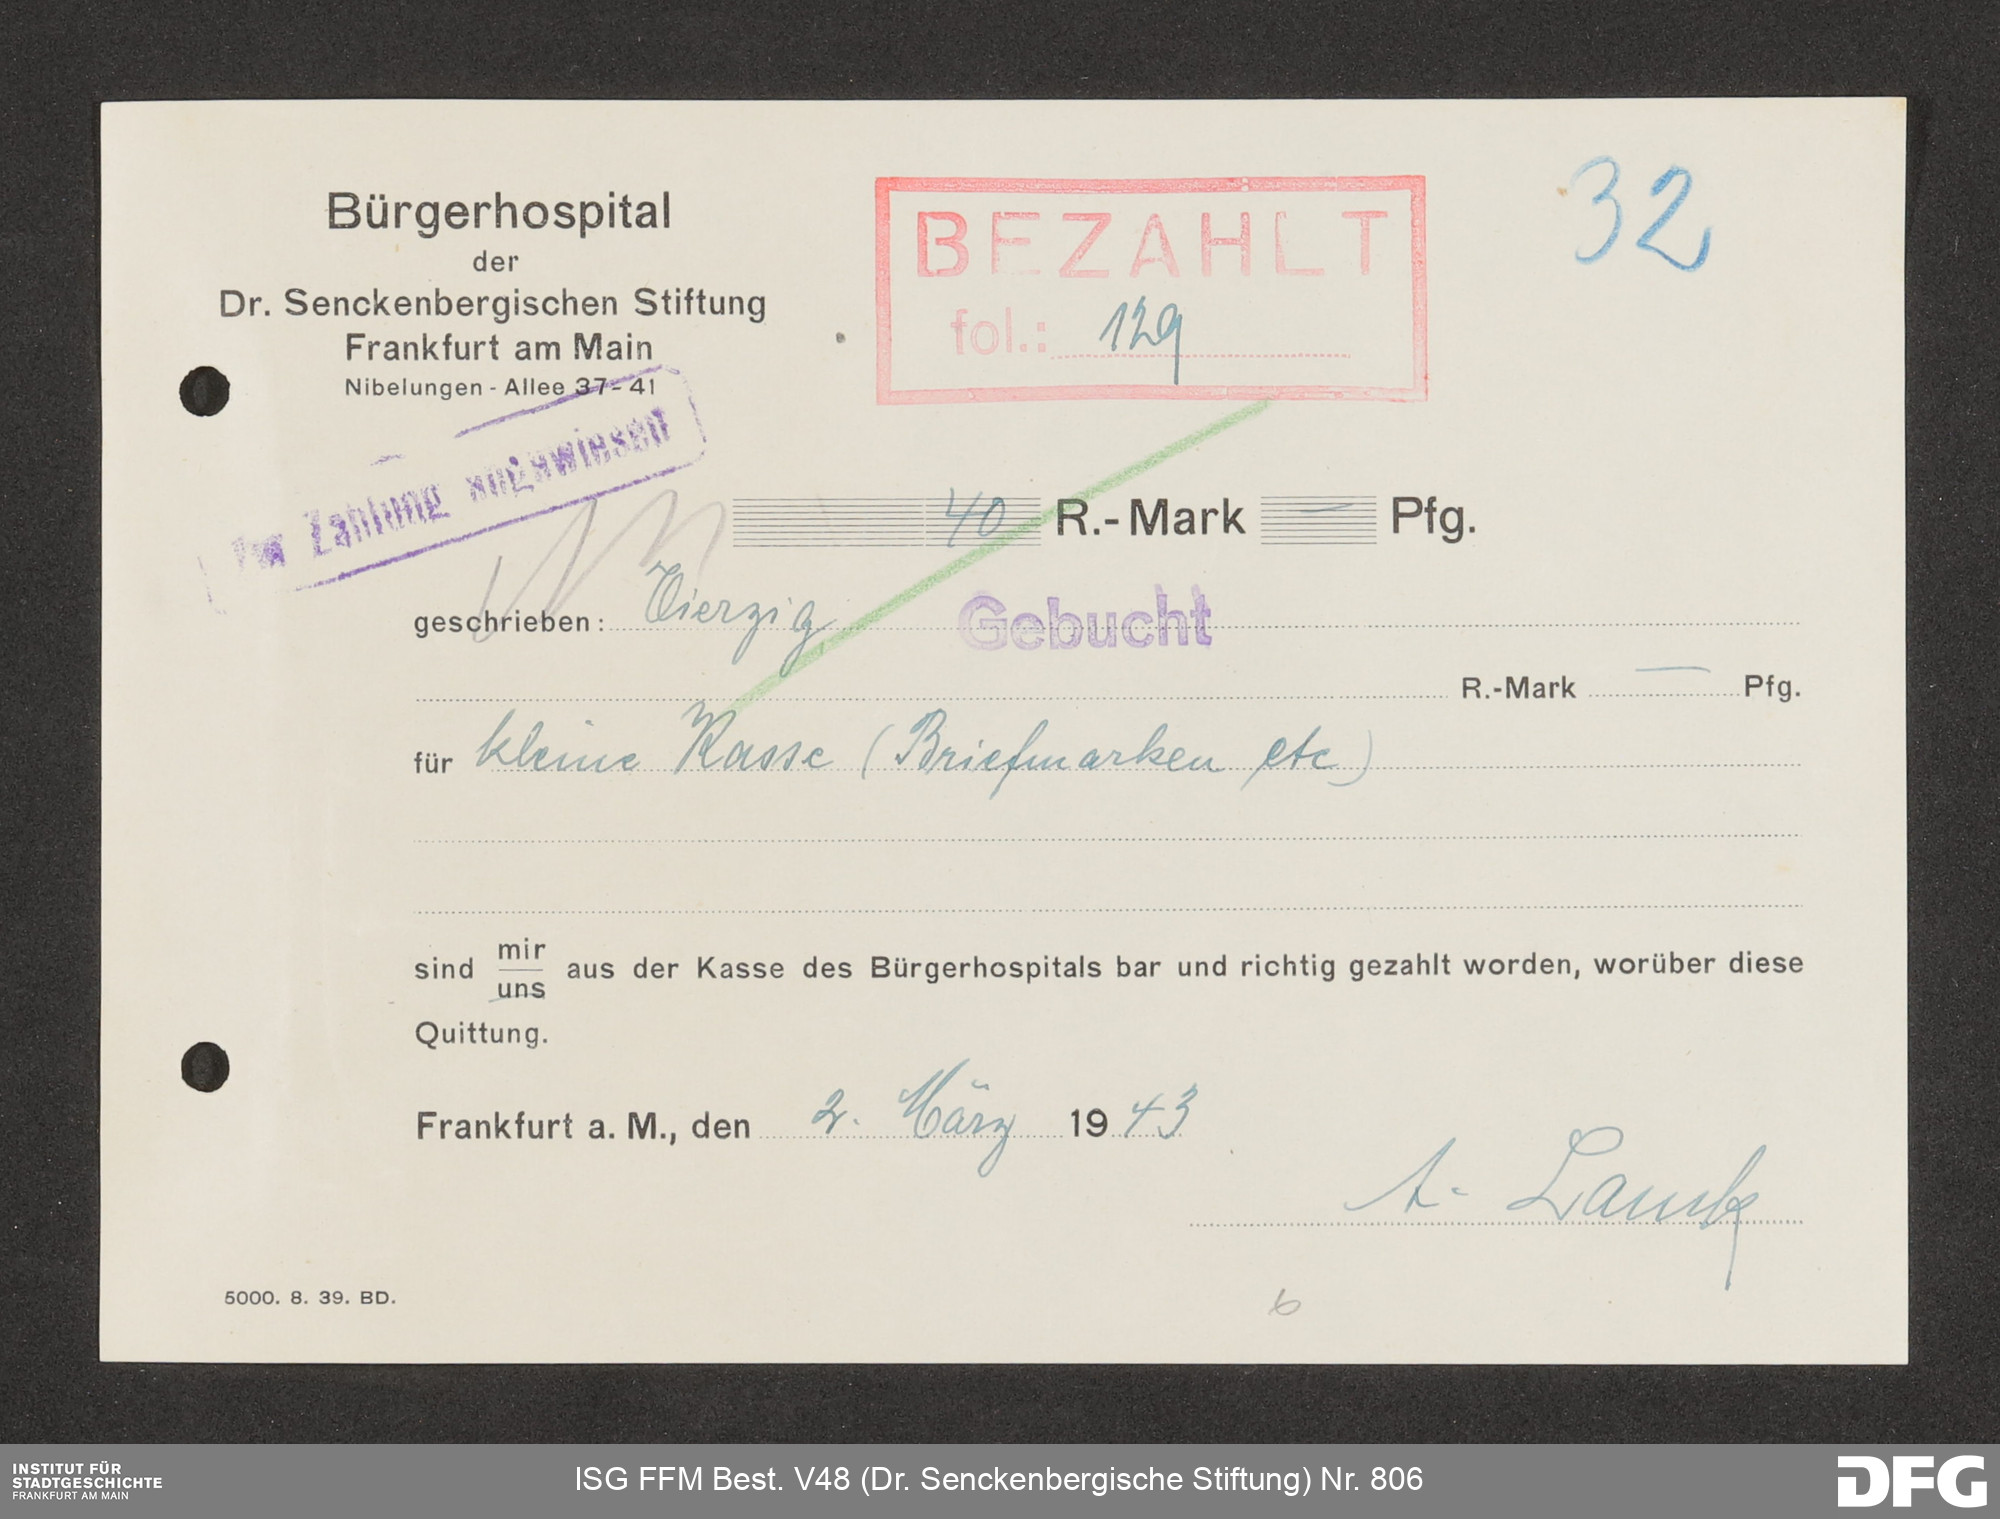 Bürgerhospital
der
Dr. Senckenbergischen Stiftung
Frankfurt am Main
Nibelungen - Allee 37-41
BEZAHLT
fol.: 129
32
Zur Zahlung angewiesen
40 R.-Mark — Pfg.
geschrieben: Vierzig
Gebucht
R.-Mark — Pfg.
für kleine Kasse (Briefmarken etc)
sind mir
uns aus der Kasse des Bürgerhospitals bar und richtig gezahlt worden, worüber diese
Quittung.
Frankfurt a. M., den 2. März 1943
A.
5000. 8. 39. BD.
6
INSTITUT FÜR
STADTGESCHICHTE
FRANKFURT AM MAIN
ISG FFM Best. V48 (Dr. Senckenbergische Stiftung) Nr. 806
DFG